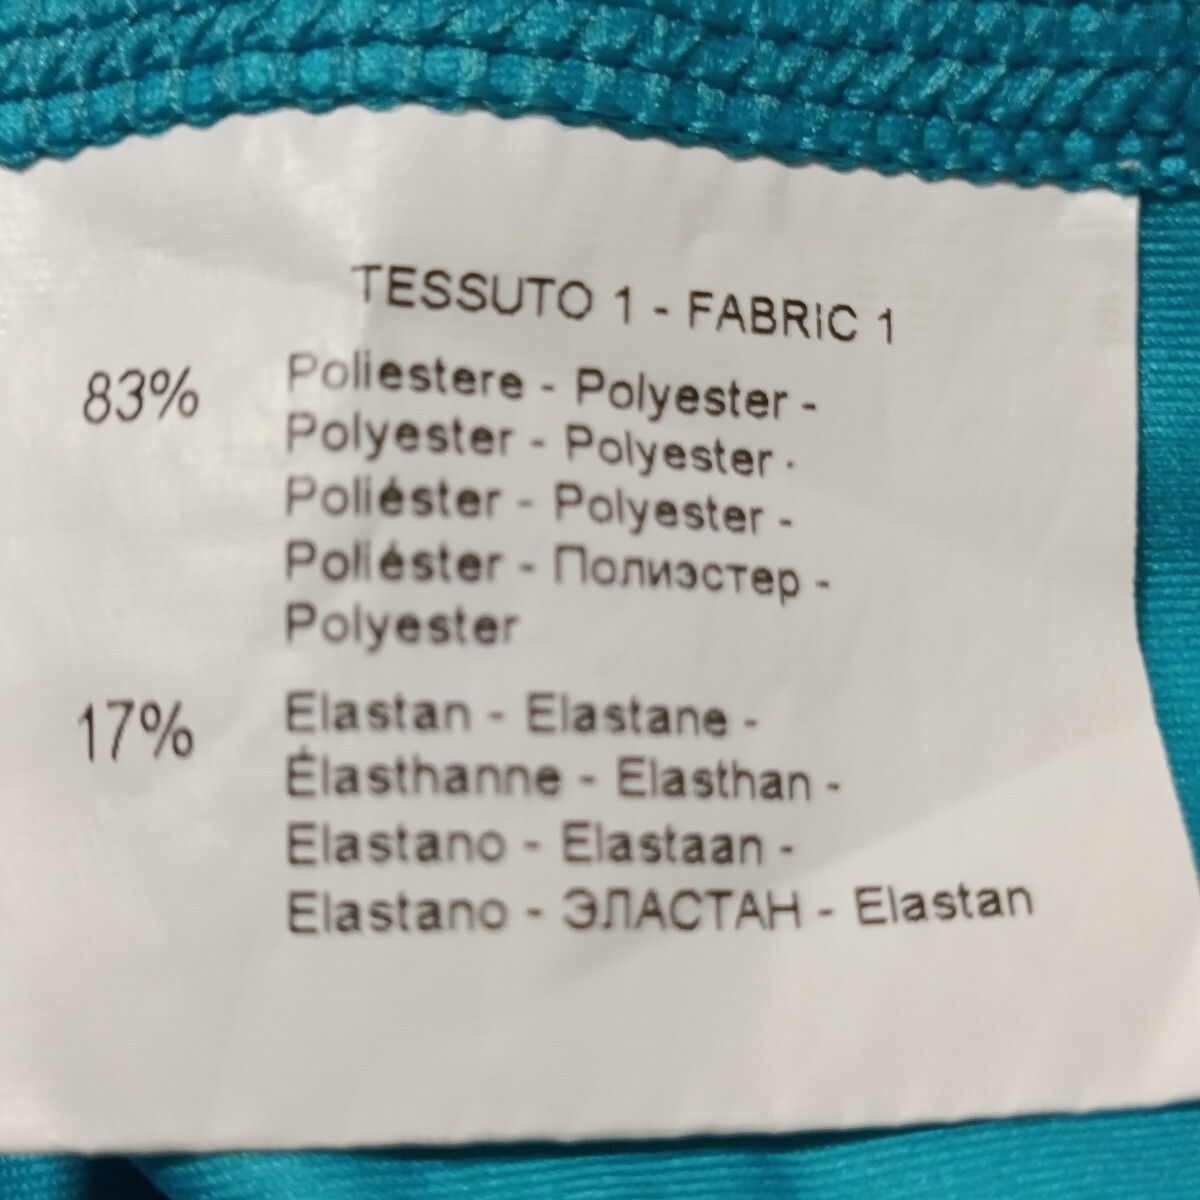 TESSUTO 1 - FABRIC 1
83% Poliestere - Polyester -
Polyester - Polyester -
Poliéster - Polyester -
Poliéster - Полиэстер -
Polyester
17% Elastan - Elastane -
Élasthanne - Elasthan -
Elastano - Elastaan -
Elastano - ЭЛАСТАН - Elastan